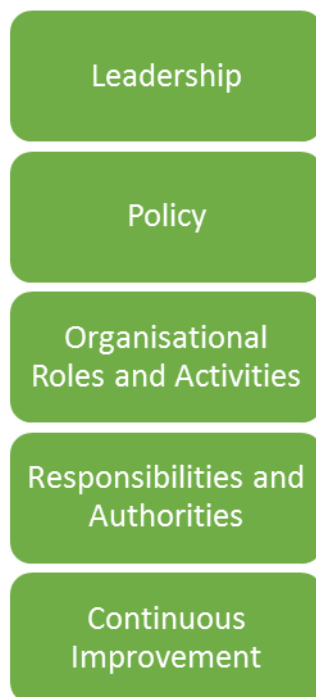 Leadership
Policy
Organisational
Roles and Activities
Responsibilities and
Authorities
Continuous
Improvement